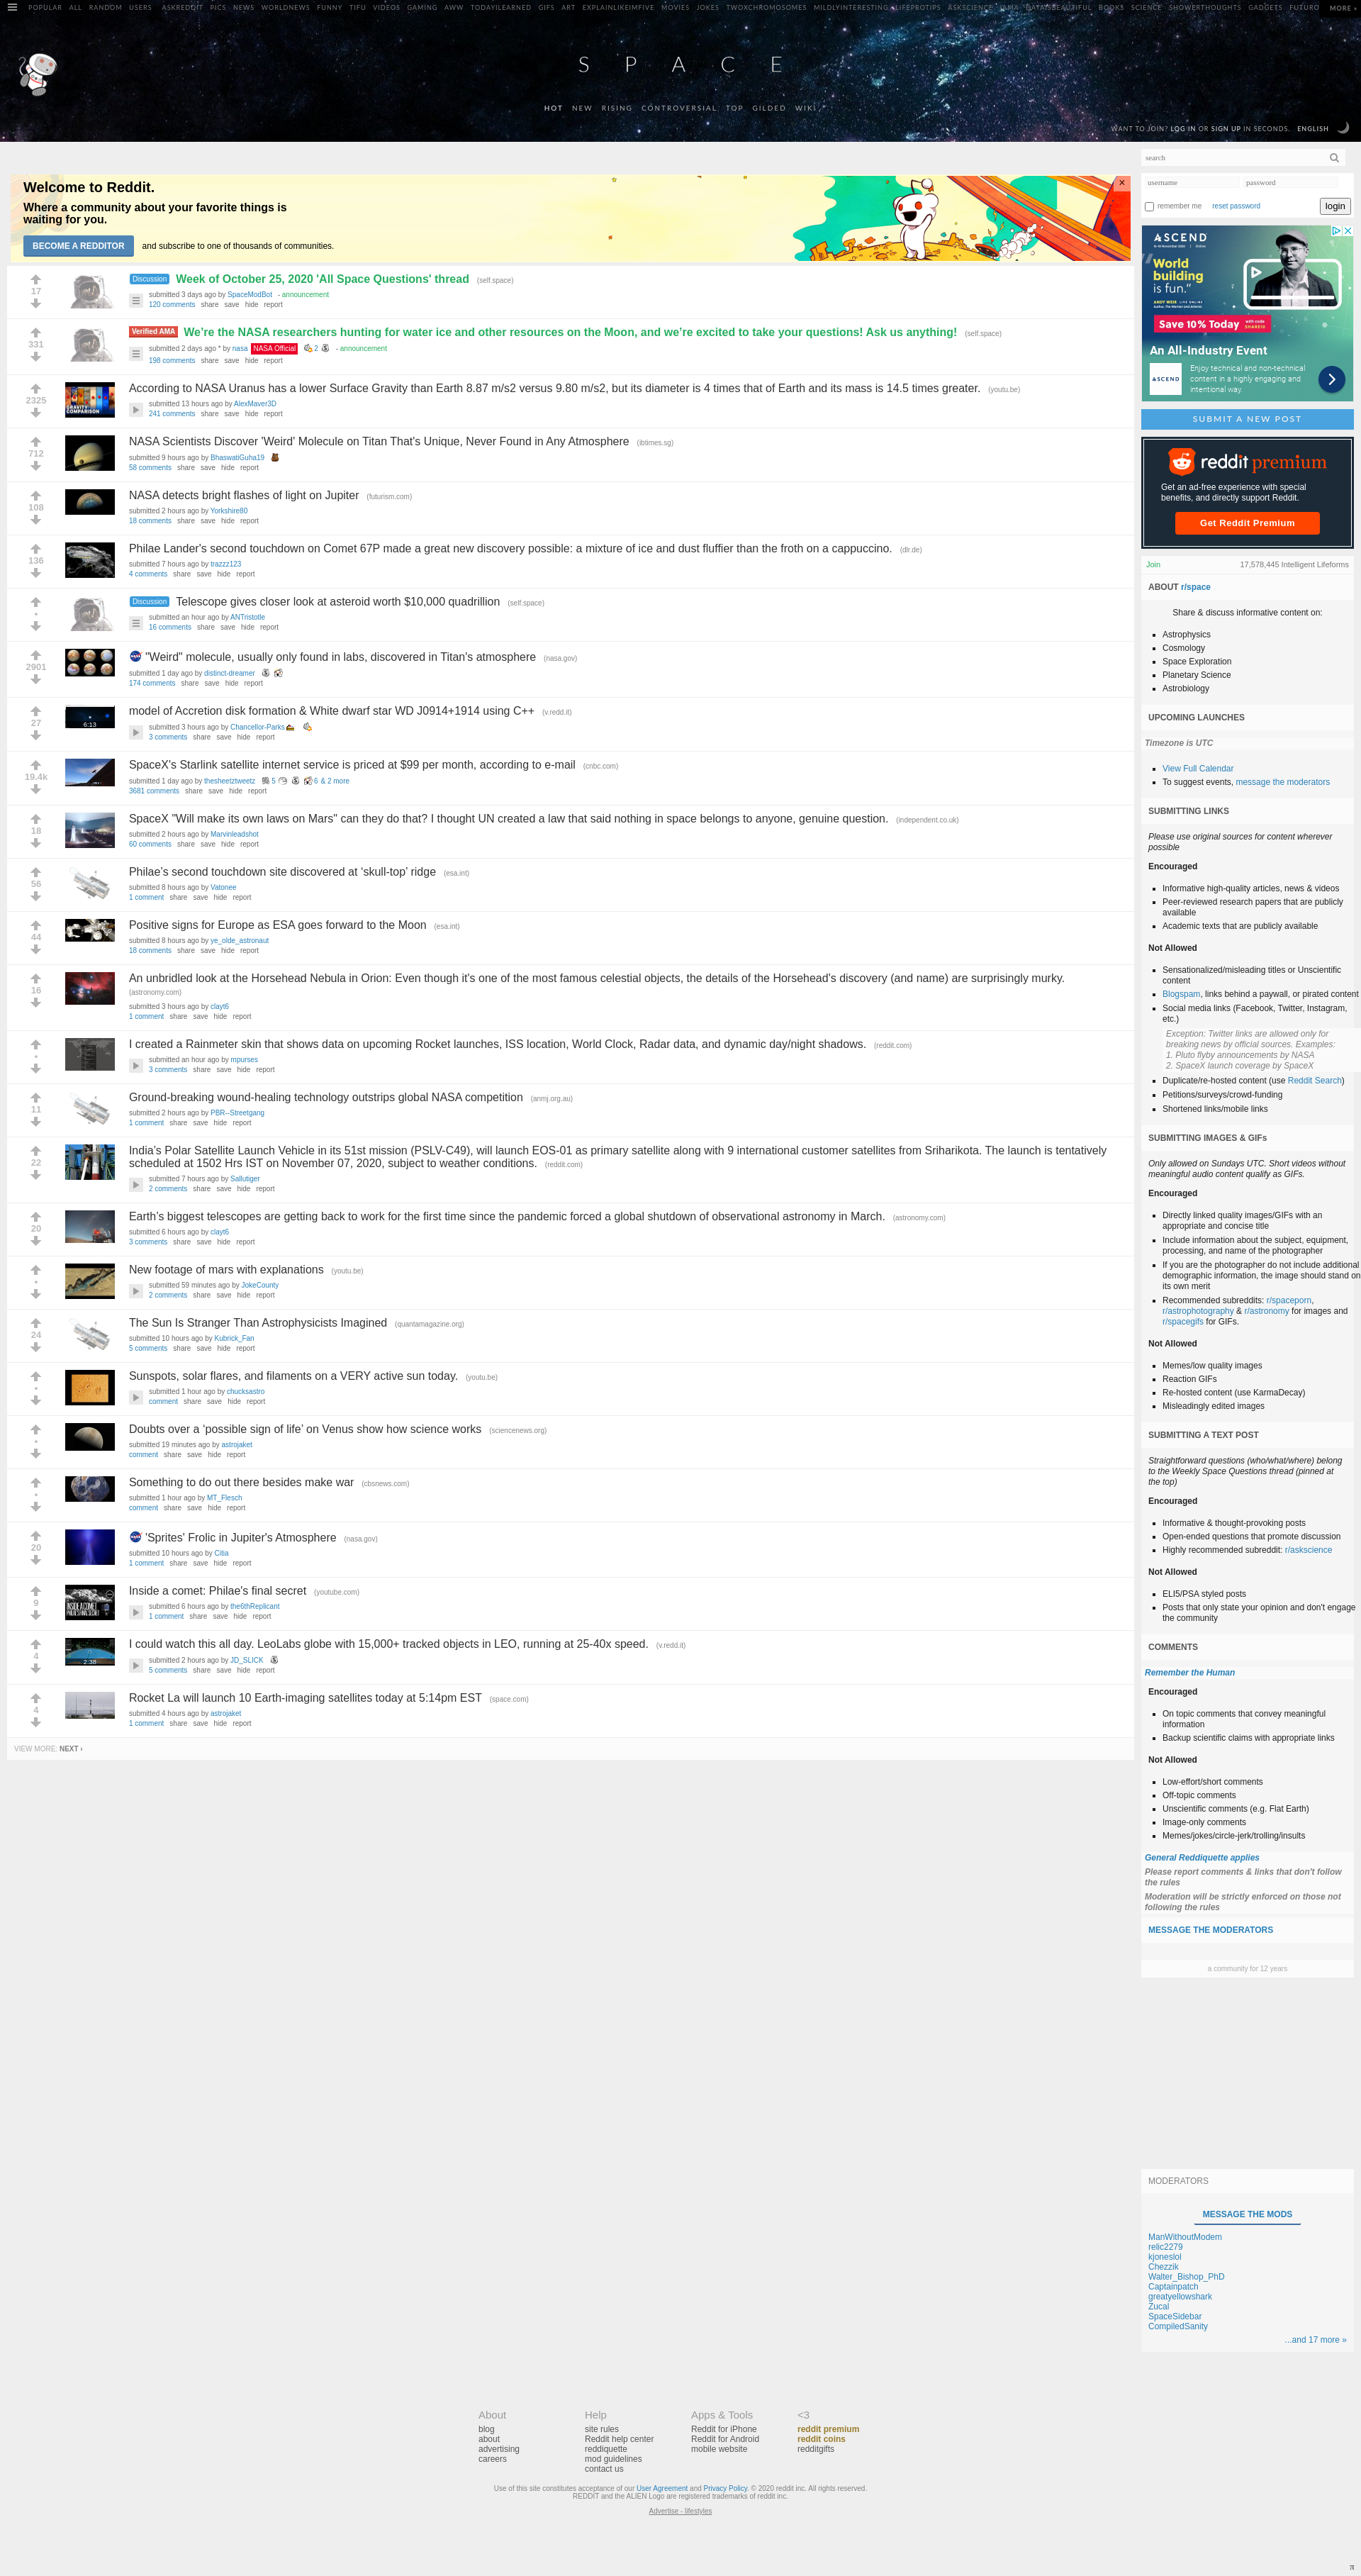 POPULAR ALL RANDOM USERS ASKREDDIT PICS NEWS WORLDNEWS FUNNY TIFU VIDEOS GAMING AWW TODAYILEARNED GIFS ART EXPLAINLIKEIMFIVE MOVIES JOKES TWOXCHROMOSOMES MILDLYINTERESTING LIFEPROTIPS ASKSCIENCE IAMA DATAISBEAUTIFUL BOOKS SCIENCE SHOWERTHOUGHTS GADGETS FUTURO MORE »
SPACE
HOT NEW RISING CONTROVERSIAL TOP GILDED WIKI
WANT TO JOIN? LOG IN OR SIGN UP IN SECONDS. ENGLISH
Welcome to Reddit.
Where a community about your favorite things is
waiting for you.
BECOME A REDDITOR and subscribe to one of thousands of communities.
17
Discussion Week of October 25, 2020 'All Space Questions' thread (self.space)
submitted 3 days ago by SpaceModBot - announcement
120 comments share save hide report
331
Verified AMA We're the NASA researchers hunting for water ice and other resources on the Moon, and we're excited to take your questions! Ask us anything! (self.space)
submitted 2 days ago * by nasa NASA Official 2 - announcement
198 comments share save hide report
2325
According to NASA Uranus has a lower Surface Gravity than Earth 8.87 m/s2 versus 9.80 m/s2, but its diameter is 4 times that of Earth and its mass is 14.5 times greater. (youtu.be)
submitted 13 hours ago by AlexMaver3D
241 comments share save hide report
712
NASA Scientists Discover 'Weird' Molecule on Titan That's Unique, Never Found in Any Atmosphere (ibtimes.sg)
submitted 9 hours ago by BhaswatiGuha19
58 comments share save hide report
108
NASA detects bright flashes of light on Jupiter (futurism.com)
submitted 2 hours ago by Yorkshire80
18 comments share save hide report
136
Philae Lander's second touchdown on Comet 67P made a great new discovery possible: a mixture of ice and dust fluffier than the froth on a cappuccino. (dlr.de)
submitted 7 hours ago by trazzz123
4 comments share save hide report
•
Discussion Telescope gives closer look at asteroid worth $10,000 quadrillion (self.space)
submitted an hour ago by ANTristotle
16 comments share save hide report
2901
"Weird" molecule, usually only found in labs, discovered in Titan's atmosphere (nasa.gov)
submitted 1 day ago by distinct-dreamer
174 comments share save hide report
27
6:13
model of Accretion disk formation & White dwarf star WD J0914+1914 using C++ (v.redd.it)
submitted 3 hours ago by Chancellor-Parks
3 comments share save hide report
19.4k
SpaceX's Starlink satellite internet service is priced at $99 per month, according to e-mail (cnbc.com)
submitted 1 day ago by thesheetztweetz 5 6 & 2 more
3681 comments share save hide report
18
SpaceX "Will make its own laws on Mars" can they do that? I thought UN created a law that said nothing in space belongs to anyone, genuine question. (independent.co.uk)
submitted 2 hours ago by Marvinleadshot
60 comments share save hide report
56
Philae's second touchdown site discovered at 'skull-top' ridge (esa.int)
submitted 8 hours ago by Vatonee
1 comment share save hide report
44
Positive signs for Europe as ESA goes forward to the Moon (esa.int)
submitted 8 hours ago by ye_olde_astronaut
18 comments share save hide report
16
An unbridled look at the Horsehead Nebula in Orion: Even though it's one of the most famous celestial objects, the details of the Horsehead's discovery (and name) are surprisingly murky.
(astronomy.com)
submitted 3 hours ago by clayt6
1 comment share save hide report
•
I created a Rainmeter skin that shows data on upcoming Rocket launches, ISS location, World Clock, Radar data, and dynamic day/night shadows. (reddit.com)
submitted an hour ago by mpurses
3 comments share save hide report
11
Ground-breaking wound-healing technology outstrips global NASA competition (anmj.org.au)
submitted 2 hours ago by PBR--Streetgang
1 comment share save hide report
22
India's Polar Satellite Launch Vehicle in its 51st mission (PSLV-C49), will launch EOS-01 as primary satellite along with 9 international customer satellites from Sriharikota. The launch is tentatively
scheduled at 1502 Hrs IST on November 07, 2020, subject to weather conditions. (reddit.com)
submitted 7 hours ago by Sallutiger
2 comments share save hide report
20
Earth's biggest telescopes are getting back to work for the first time since the pandemic forced a global shutdown of observational astronomy in March. (astronomy.com)
submitted 6 hours ago by clayt6
3 comments share save hide report
•
New footage of mars with explanations (youtu.be)
submitted 59 minutes ago by JokeCounty
2 comments share save hide report
24
The Sun Is Stranger Than Astrophysicists Imagined (quantamagazine.org)
submitted 10 hours ago by Kubrick_Fan
5 comments share save hide report
•
Sunspots, solar flares, and filaments on a VERY active sun today. (youtu.be)
submitted 1 hour ago by chucksastro
comment share save hide report
•
Doubts over a 'possible sign of life' on Venus show how science works (sciencenews.org)
submitted 19 minutes ago by astrojaket
comment share save hide report
•
Something to do out there besides make war (cbsnews.com)
submitted 1 hour ago by MT_Flesch
comment share save hide report
20
'Sprites' Frolic in Jupiter's Atmosphere (nasa.gov)
submitted 10 hours ago by Citia
1 comment share save hide report
9
Inside a comet: Philae's final secret (youtube.com)
submitted 6 hours ago by the6thReplicant
1 comment share save hide report
4
2:38
I could watch this all day. LeoLabs globe with 15,000+ tracked objects in LEO, running at 25-40x speed. (v.redd.it)
submitted 2 hours ago by JD_SLICK
5 comments share save hide report
4
Rocket La will launch 10 Earth-imaging satellites today at 5:14pm EST (space.com)
submitted 4 hours ago by astrojaket
1 comment share save hide report
VIEW MORE: NEXT ›
search
username password
remember me reset password login
ASCEND
World
building
is fun."
ANDY WEIR
Save 10% Today
An All-Industry Event
ASCEND
Enjoy technical and non-technical
content in a highly engaging and
intentional way.
SUBMIT A NEW POST
reddit premium
Get an ad-free experience with special
benefits, and directly support Reddit.
Get Reddit Premium
Join 17,578,445 Intelligent Lifeforms
ABOUT r/space
Share & discuss informative content on:
Astrophysics
Cosmology
Space Exploration
Planetary Science
Astrobiology
UPCOMING LAUNCHES
Timezone is UTC
View Full Calendar
To suggest events, message the moderators
SUBMITTING LINKS
Please use original sources for content wherever
possible
Encouraged
Informative high-quality articles, news & videos
Peer-reviewed research papers that are publicly
available
Academic texts that are publicly available
Not Allowed
Sensationalized/misleading titles or Unscientific
content
Blogspam, links behind a paywall, or pirated content
Social media links (Facebook, Twitter, Instagram,
etc.)
Exception: Twitter links are allowed only for
breaking news by official sources. Examples:
1. Pluto flyby announcements by NASA
2. SpaceX launch coverage by SpaceX
Duplicate/re-hosted content (use Reddit Search)
Petitions/surveys/crowd-funding
Shortened links/mobile links
SUBMITTING IMAGES & GIFs
Only allowed on Sundays UTC. Short videos without
meaningful audio content qualify as GIFs.
Encouraged
Directly linked quality images/GIFs with an
appropriate and concise title
Include information about the subject, equipment,
processing, and name of the photographer
If you are the photographer do not include additional
demographic information, the image should stand on
its own merit
Recommended subreddits: r/spaceporn,
r/astrophotography & r/astronomy for images and
r/spacegifs for GIFs.
Not Allowed
Memes/low quality images
Reaction GIFs
Re-hosted content (use KarmaDecay)
Misleadingly edited images
SUBMITTING A TEXT POST
Straightforward questions (who/what/where) belong
to the Weekly Space Questions thread (pinned at
the top)
Encouraged
Informative & thought-provoking posts
Open-ended questions that promote discussion
Highly recommended subreddit: r/askscience
Not Allowed
ELI5/PSA styled posts
Posts that only state your opinion and don't engage
the community
COMMENTS
Remember the Human
Encouraged
On topic comments that convey meaningful
information
Backup scientific claims with appropriate links
Not Allowed
Low-effort/short comments
Off-topic comments
Unscientific comments (e.g. Flat Earth)
Image-only comments
Memes/jokes/circle-jerk/trolling/insults
General Reddiquette applies
Please report comments & links that don't follow
the rules
Moderation will be strictly enforced on those not
following the rules
MESSAGE THE MODERATORS
a community for 12 years
MODERATORS
MESSAGE THE MODS
ManWithoutModem
relic2279
kjoneslol
Chezzik
Walter_Bishop_PhD
Captainpatch
greatyellowshark
Zucal
SpaceSidebar
CompiledSanity
...and 17 more »
About
blog
about
advertising
careers
Help
site rules
Reddit help center
reddiquette
mod guidelines
contact us
Apps & Tools
Reddit for iPhone
Reddit for Android
mobile website
<3
reddit premium
reddit coins
redditgifts
Use of this site constitutes acceptance of our User Agreement and Privacy Policy. © 2020 reddit inc. All rights reserved.
REDDIT and the ALIEN Logo are registered trademarks of reddit inc.
Advertise - lifestyles
π